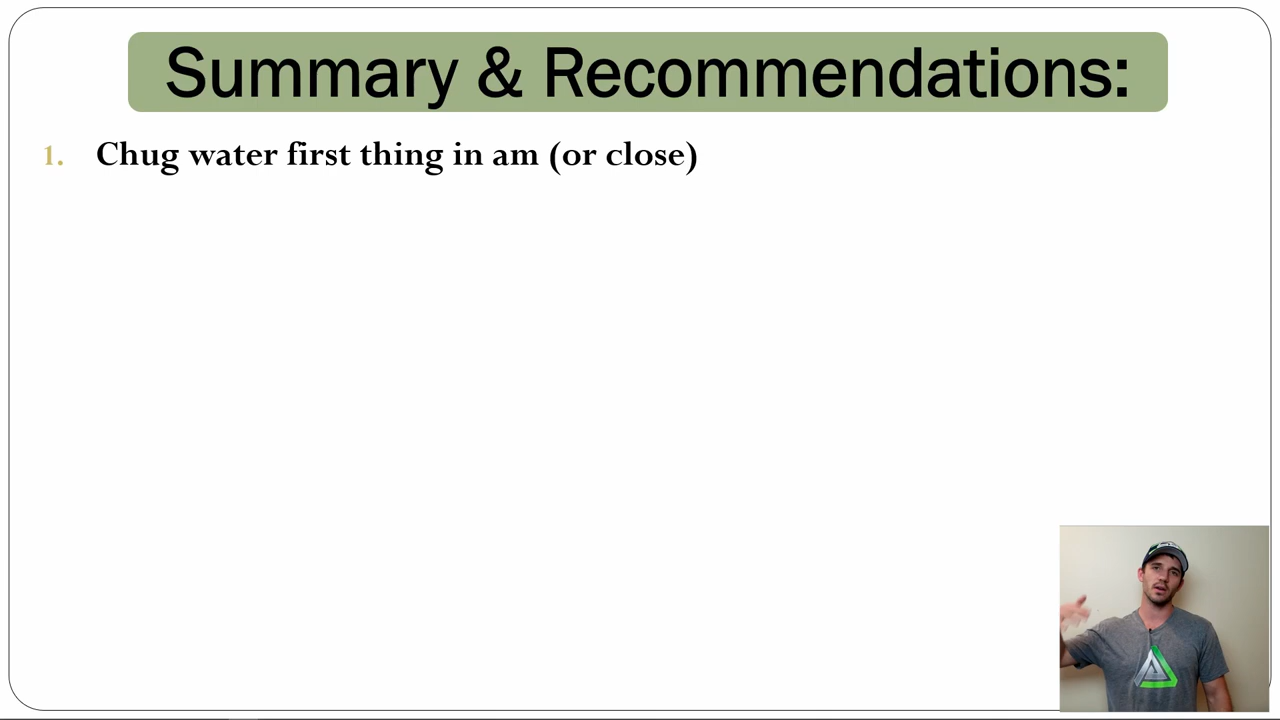 Summary & Recommendations:
1. Chug water first thing in am (or close)